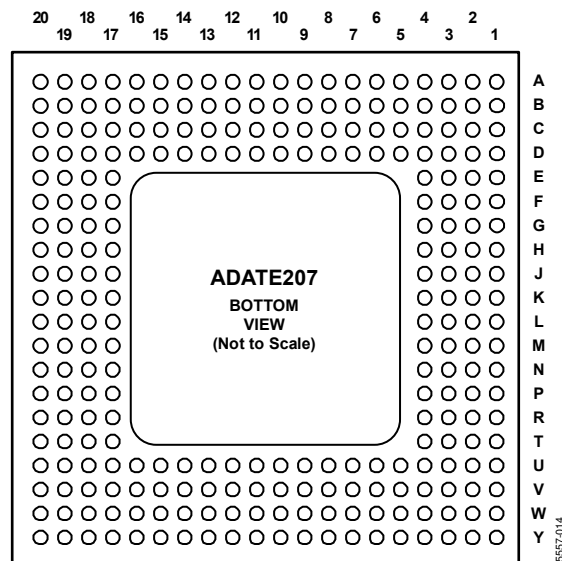 20 18 16 14 12 10 8 6 4 2
19 17 15 13 11 9 7 5 3 1
A
B
C
D
E
F
G
H
J
K
L
M
N
P
R
T
U
V
W
Y
ADATE207
BOTTOM
VIEW
(Not to Scale)
5557-014